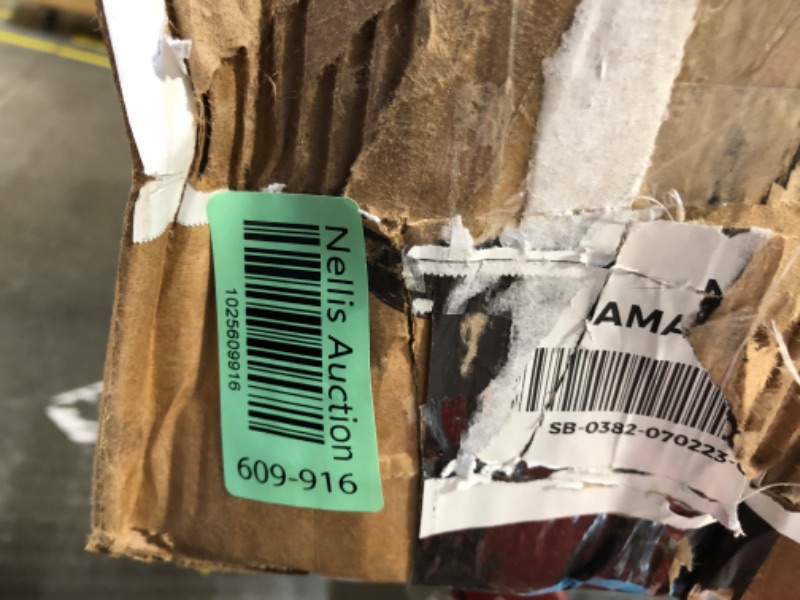 Nellis Auction
1025609916
609-916
AMA
SB-0382-070223-